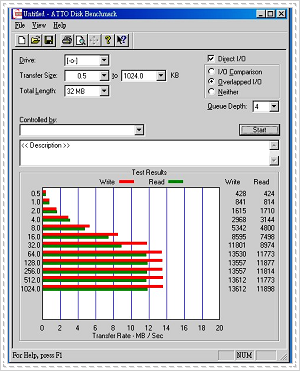 Untitled - ATTO Disk Benchmark
File View Help
Drive: [-o-] Direct I/O
Transfer Size: 0.5 to 1024.0 KB I/O Comparison
Total Length: 32 MB Overlapped I/O
Neither
Queue Depth: 4
Controlled by:
Start
<< Description >>
Test Results
Write Read Write Read
0.5 428 424
1.0 841 814
2.0 1615 1710
4.0 2968 3144
8.0 5342 4800
16.0 8595 7498
32.0 11801 8974
64.0 13530 11773
128.0 13557 11877
256.0 13557 11814
512.0 13612 11773
1024.0 13612 11898
0 2 4 6 8 10 12 14 16 18 20
Transfer Rate - MB / Sec
For Help, press F1 NUM